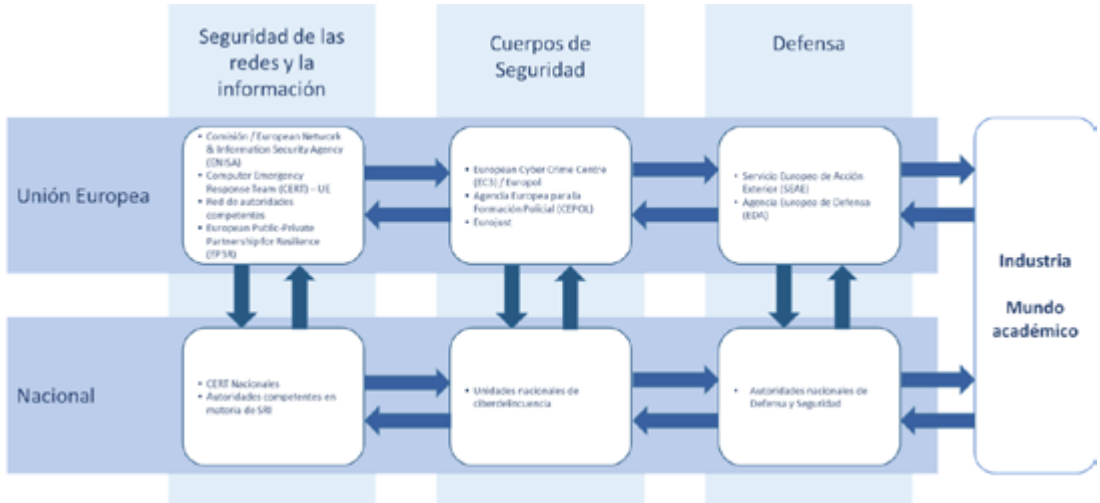 Seguridad de las
redes y la
información
Cuerpos de
Seguridad
Defensa
Unión Europea
• Comisión / European Network
& Information Security Agency
(ENISA)
• Computer Emergency
Response Team (CERT) – UE
• Red de autoridades
competentes
• European Public-Private
Partnership for Resilience
(EP3R)
• European Cyber Crime Centre
(EC3) / Europol
• Agencia Europea para la
Formación Policial (CEPOL)
• Eurojust
• Servicio Europeo de Acción
Exterior (SEAE)
• Agencia Europea de Defensa
(EDA)
Industria
Mundo
académico
Nacional
• CERT Nacionales
• Autoridades competentes en
materia de SRI
• Unidades nacionales de
ciberdelincuencia
• Autoridades nacionales de
Defensa y Seguridad